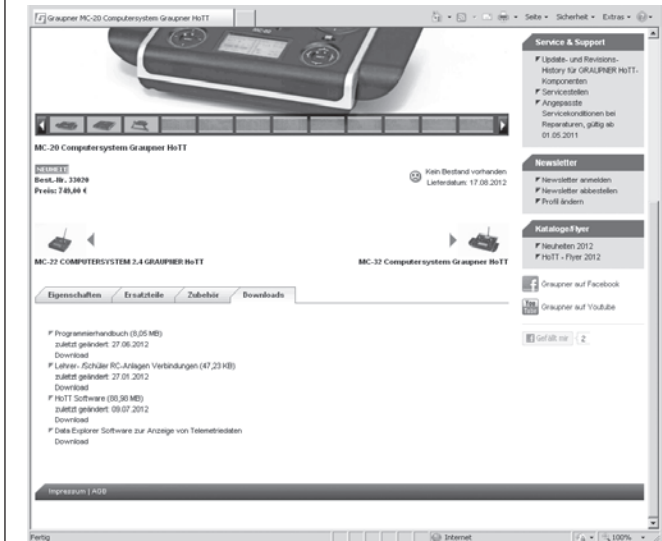 Graupner MC-20 Computersystem Graupner HoTT
Seite
Sicherheit
Extras
MC-20 Computersystem Graupner HoTT
NEUHEIT
Best.-Nr. 33020
Preis: 749,00 €
Kein Bestand vorhanden
Lieferdatum: 17.08.2012
MC-22 COMPUTERSYSTEM 2.4 GRAUPNER HoTT
MC-32 Computersystem Graupner HoTT
Eigenschaften
Ersatzteile
Zubehör
Downloads
Programmierhandbuch (8,05 MB)
zuletzt geändert: 27.06.2012
Download
Lehrer- /Schüler RC-Anlagen Verbindungen (47,23 KB)
zuletzt geändert: 27.01.2012
Download
HoTT Software (88,98 MB)
zuletzt geändert: 09.07.2012
Download
Data Explorer Software zur Anzeige von Telemetriedaten
Download
Impressum | AGB
Service & Support
Update- und Revisions-
History für GRAUPNER HoTT-
Komponenten
Servicestellen
Angepasste
Servicekonditionen bei
Reparaturen, gültig ab
01.05.2011
Newsletter
Newsletter anmelden
Newsletter abbestellen
Profil ändern
Kataloge/Flyer
Neuheiten 2012
HoTT - Flyer 2012
Graupner auf Facebook
You
Tube
Graupner auf Youtube
Gefällt mir
2
Fertig
Internet
100%